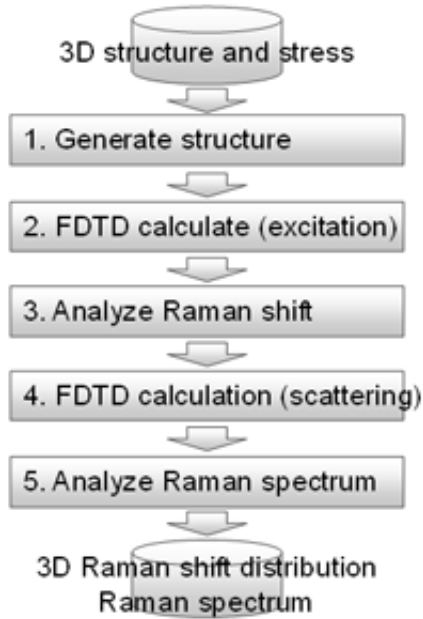 3D structure and stress
1. Generate structure
2. FDTD calculate (excitation)
3. Analyze Raman shift
4. FDTD calculation (scattering)
5. Analyze Raman spectrum
3D Raman shift distribution
Raman spectrum